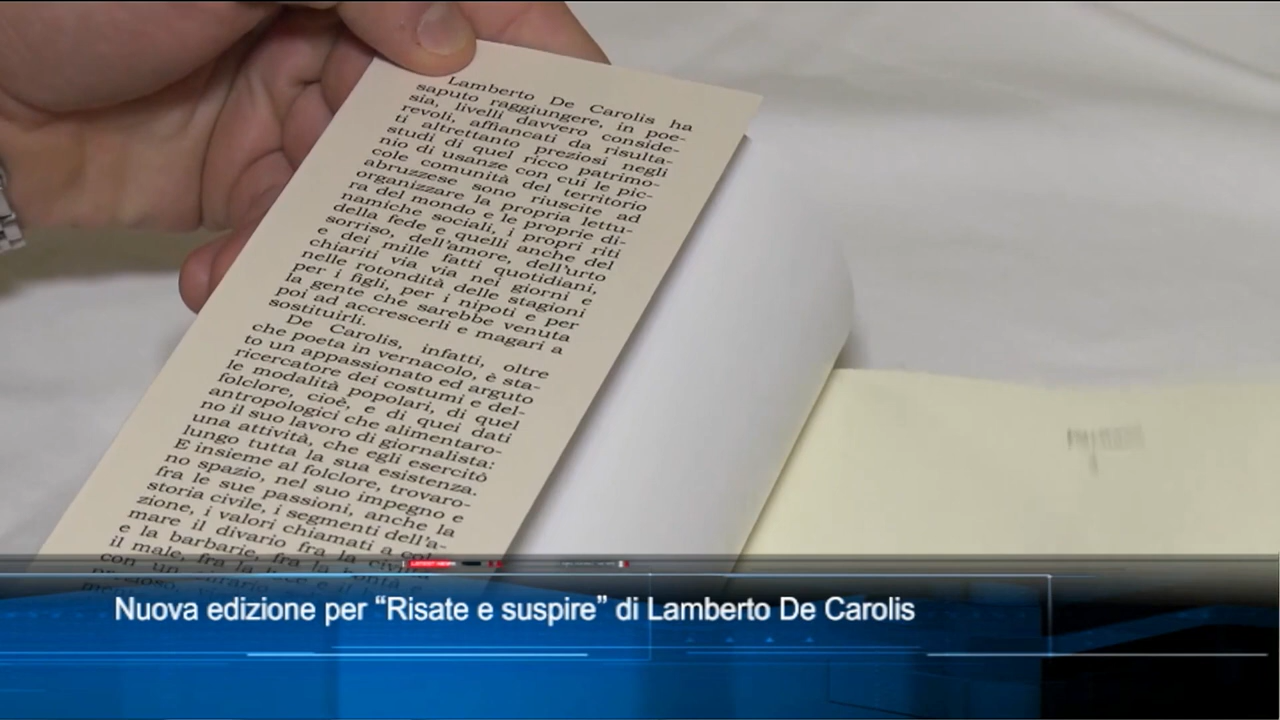 Lamberto De Carolis ha
saputo raggiungere, in poe-
sia, livelli davvero conside-
revoli, affiancati da risulta-
ti altrettanto preziosi negli
studi di quel ricco patrimo-
nio di usanze con cui le pic-
cole comunità del territorio
abruzzese sono riuscite ad
organizzare la propria lettu-
ra del mondo e le proprie di-
namiche sociali, i propri riti
della fede e quelli anche del
sorriso, dell'amore, dell'urto
e dei mille fatti quotidiani,
chiariti via via nei giorni e
nelle rotondità delle stagioni
per i figli, per i nipoti e per
la gente che sarebbe venuta
poi ad accrescerli e magari a
sostituirli.
De Carolis, infatti, oltre
che poeta in vernacolo, è sta-
to un appassionato ed arguto
ricercatore dei costumi e del-
le modalità popolari, di quel
folclore, cioè, e di quei dati
antropologici che alimentaro-
no il suo lavoro di giornalista:
una attività, che egli esercitò
lungo tutta la sua esistenza.
E insieme al folclore, trovaro-
no spazio, nel suo impegno e
fra le sue passioni, anche la
storia civile, i segmenti dell'a-
zione, i valori chiamati a
mare il divario fra la
e la barbarie, fra la bontà
il male, fra la luce e il
con un
LATEST NEWS
Nuova edizione per “Risate e suspire” di Lamberto De Carolis